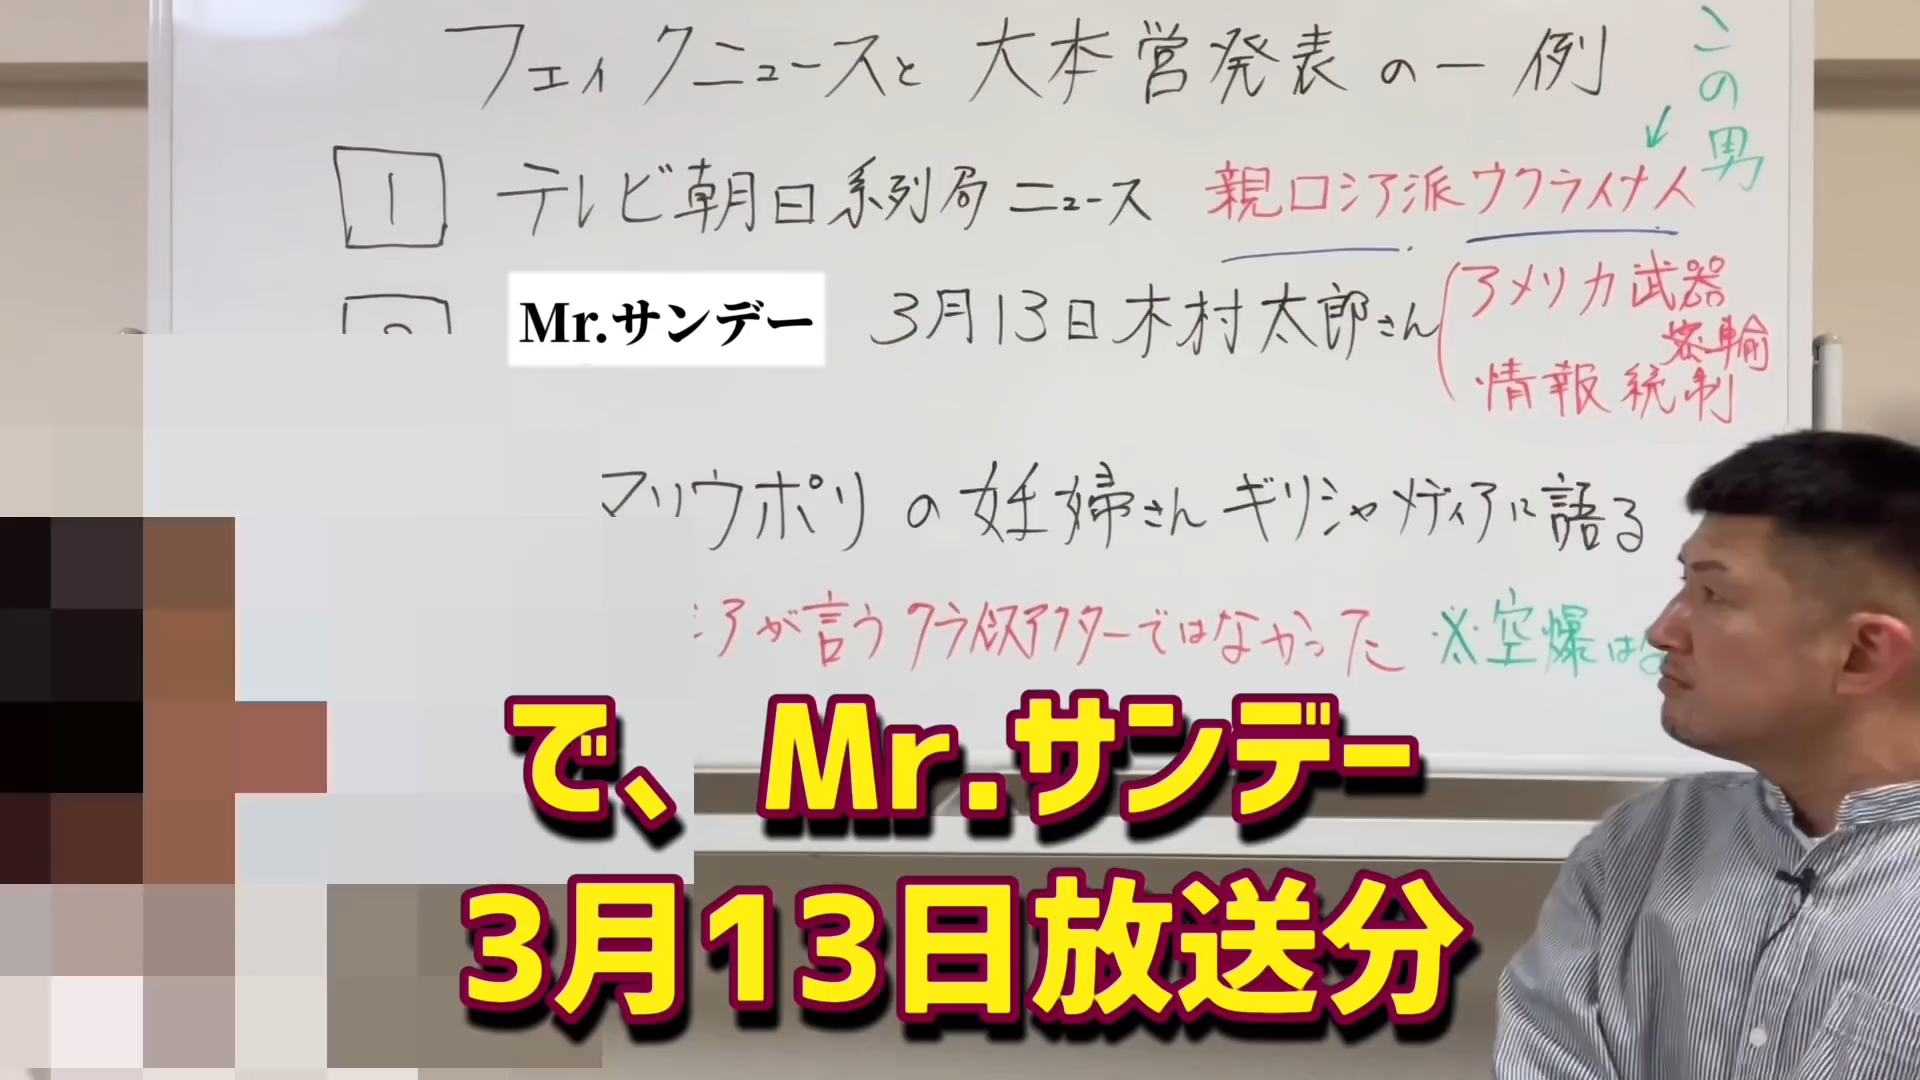 フェイクニュースと大本営発表の一例
この男
1 テレビ朝日系列局ニュース 親ロシア派ウクライナ人
Mr.サンデー 3月13日木村太郎さん
アメリカ武器
密輸
・情報統制
マリウポリの妊婦さんギリシャメディアに語る
アが言うクライシスアクターではなかった ※空爆は
で、Mr.サンデー
3月13日放送分